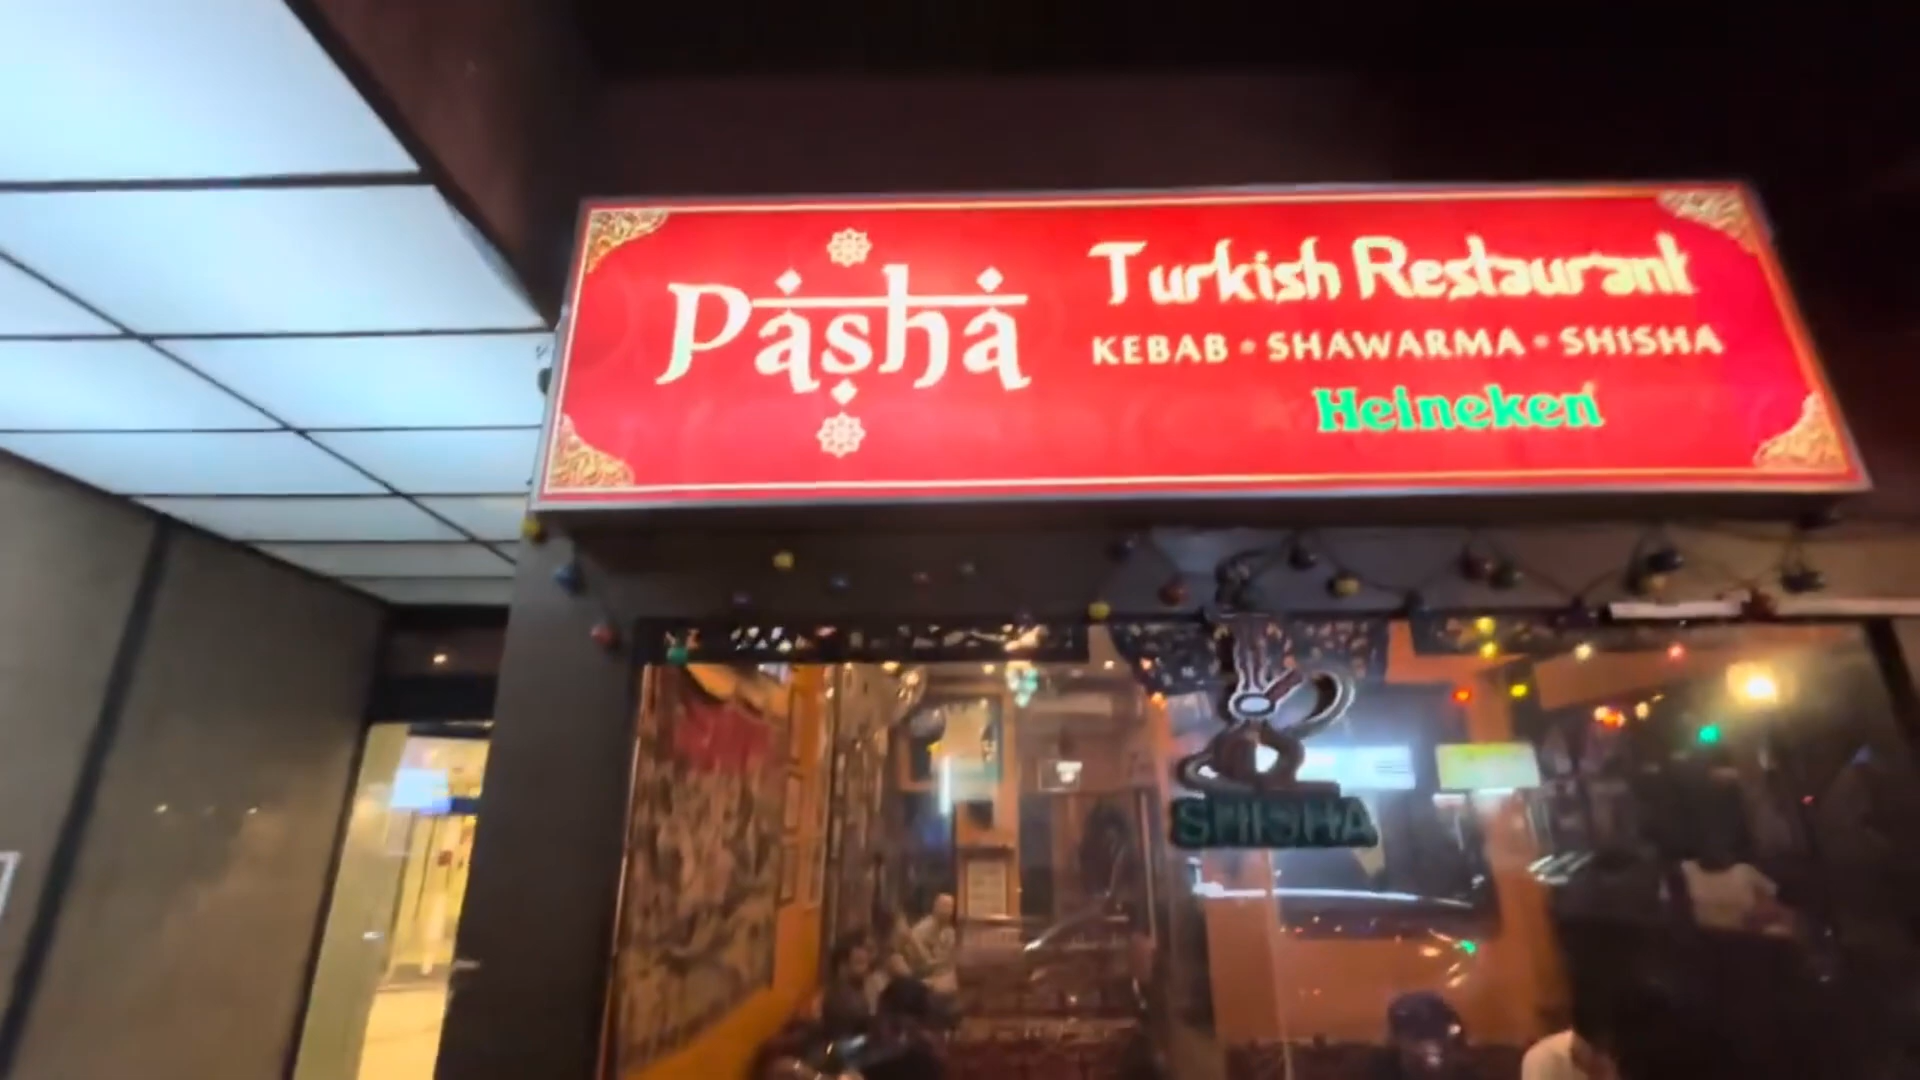 Pasha
Turkish Restaurant
KEBAB • SHAWARMA • SHISHA
Heineken
SHISHA